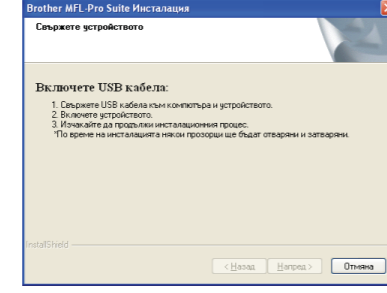 Brother MFL-Pro Suite Инсталация
Свържете устройството
Включете USB кабела:
1. Свържете USB кабела към компютъра и устройството.
2. Включете устройството.
3. Изчакайте да продължи инсталационния процес.
*По време на инсталацията някои прозорци ще бъдат отваряни и затваряни.
InstallShield
< Назад Напред > Отмяна